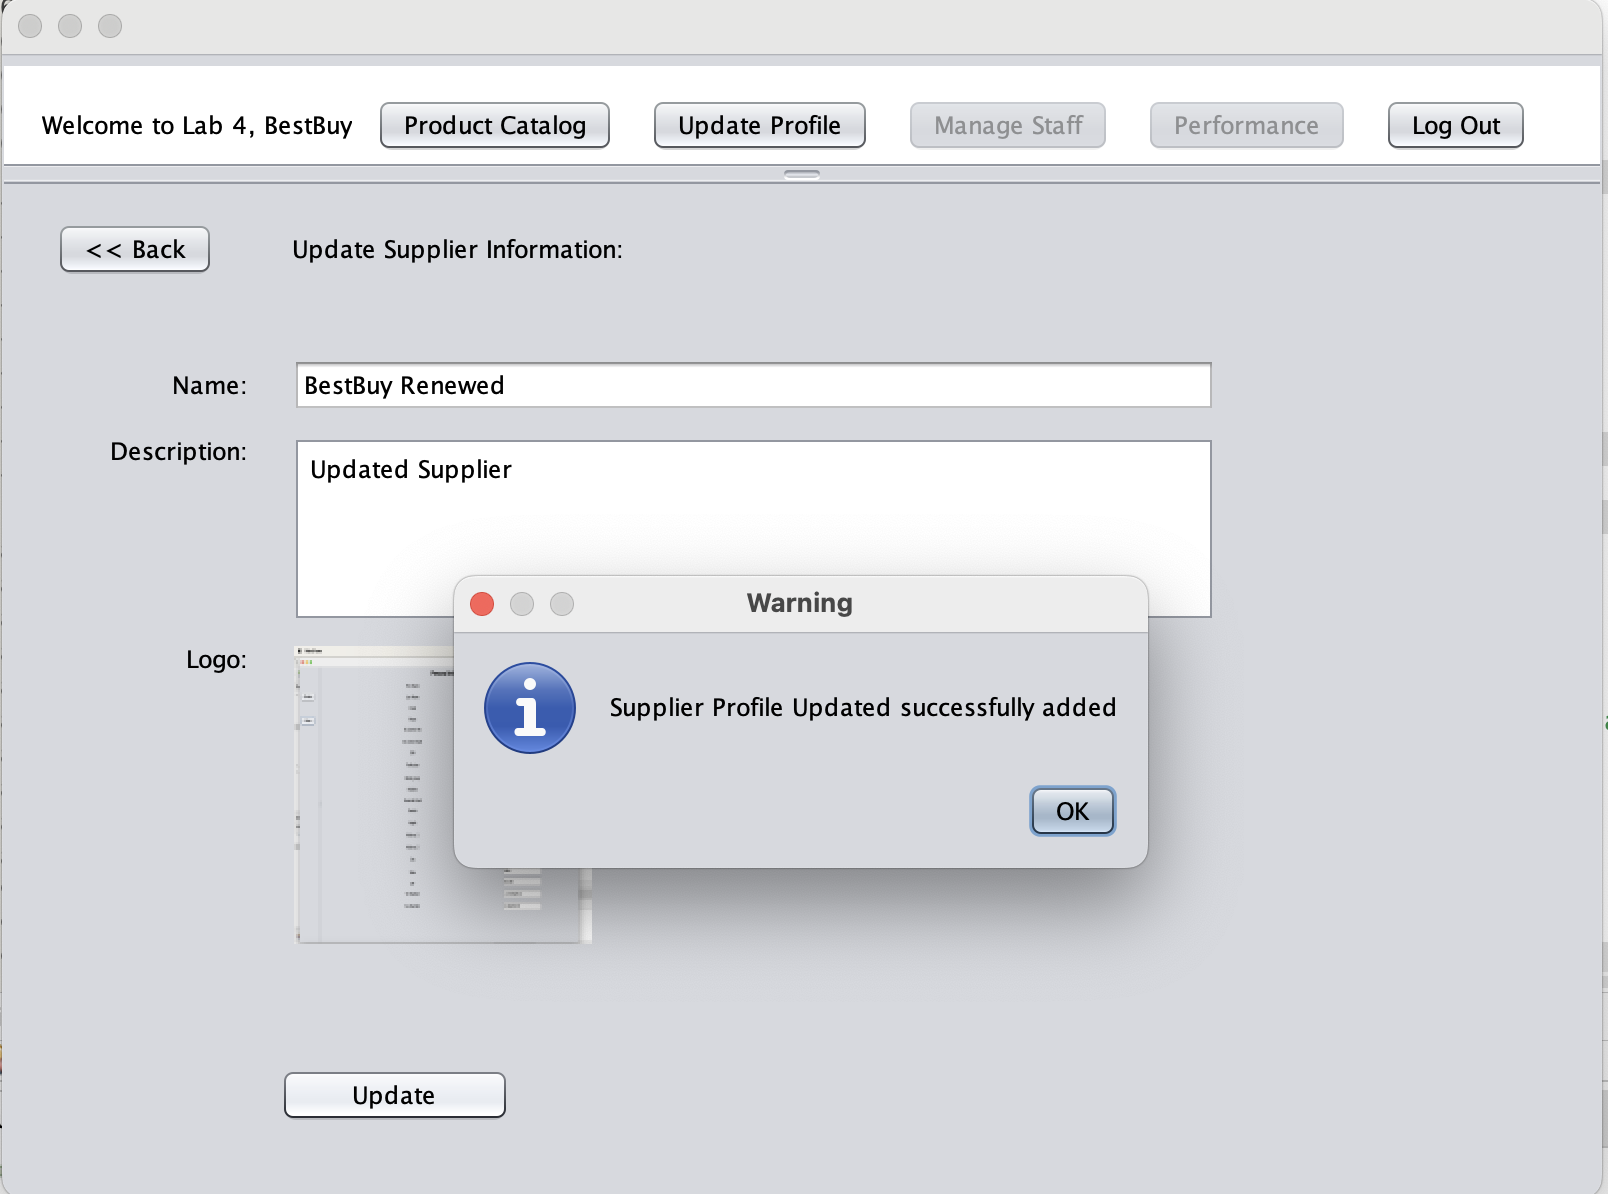 Welcome to Lab 4, BestBuy
Product Catalog
Update Profile
Manage Staff
Performance
Log Out
<< Back
Update Supplier Information:
Name:
BestBuy Renewed
Description:
Updated Supplier
Warning
Supplier Profile Updated successfully added
OK
Logo:
Update